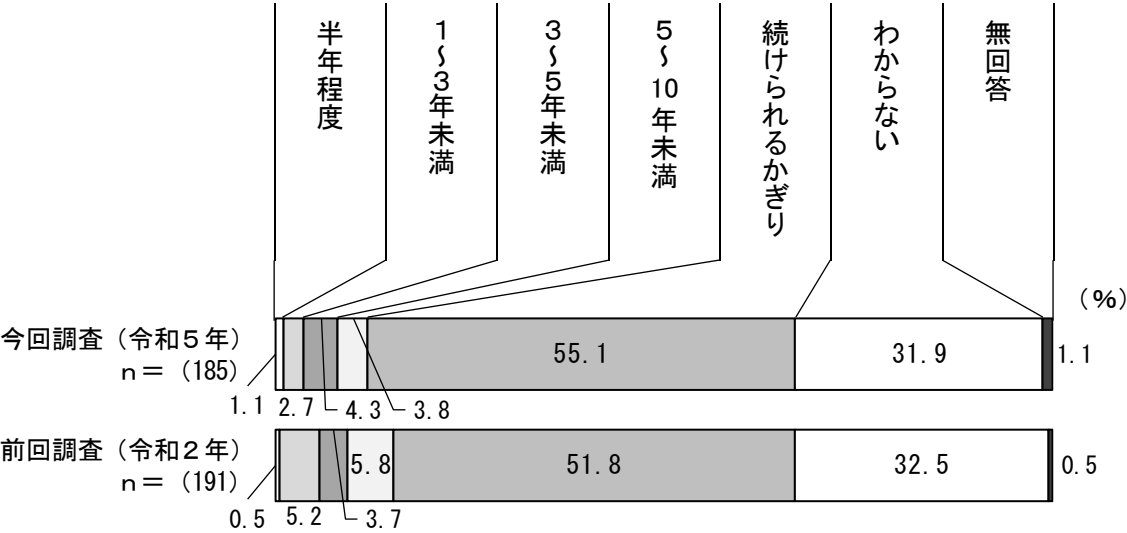 半年程度
1～3年未満
3～5年未満
5～10年未満
続けられるかぎり
わからない
無回答
（％）
今回調査（令和５年）
ｎ＝（185）
1.1
2.7
4.3
3.8
55.1
31.9
1.1
前回調査（令和２年）
ｎ＝（191）
0.5
5.2
3.7
5.8
51.8
32.5
0.5